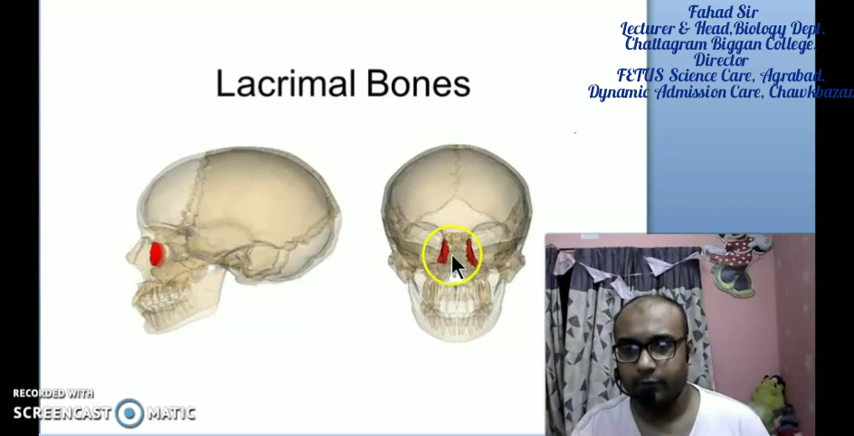 Fahad Sir
Lecturer & Head,Biology Dept.
Chattagram Biggan College.
Director
FETUS Science Care, Agrabad.
Dynamic Admission Care, Chawkbazar
Lacrimal Bones
RECORDED WITH
SCREENCAST MATIC